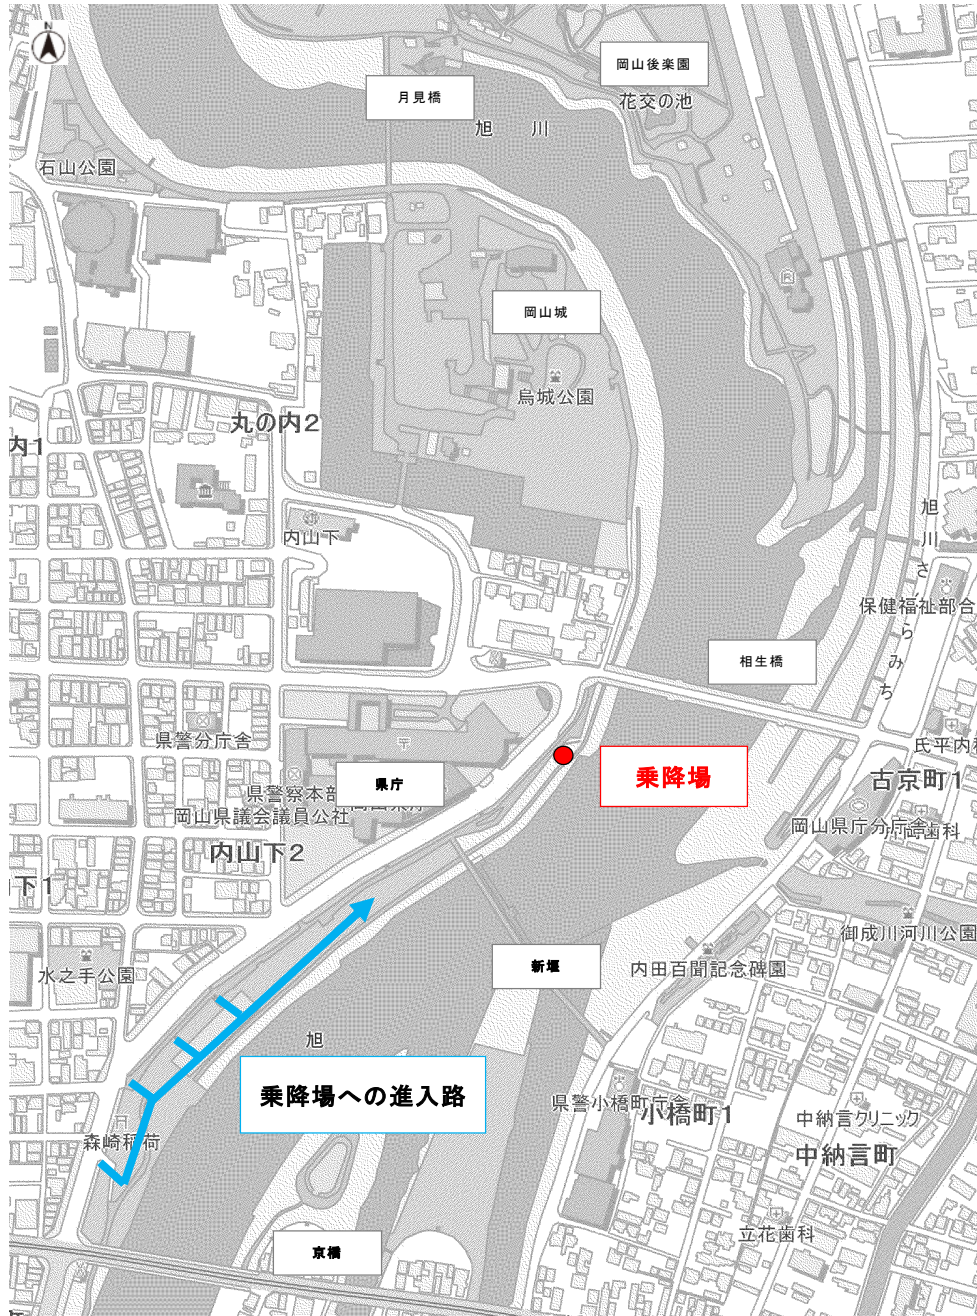 N
岡山後楽園
月見橋
花交の池
旭 川
石山公園
岡山城
烏城公園
丸の内2
内1
内山下
旭川さくらみち
保健福祉部合
相生橋
県警分庁舎
乗降場
氏平内科
県庁
県警察本部
古京町1
岡山県議会議員公社
岡山県庁分庁舎
内山下2
下1
御成川河川公園
新堰
内田百閒記念碑園
水之手公園
旭
乗降場への進入路
県警小橋町庁舎
小橋町1
中納言クリニック
森崎稲荷
中納言町
立花歯科
京橋